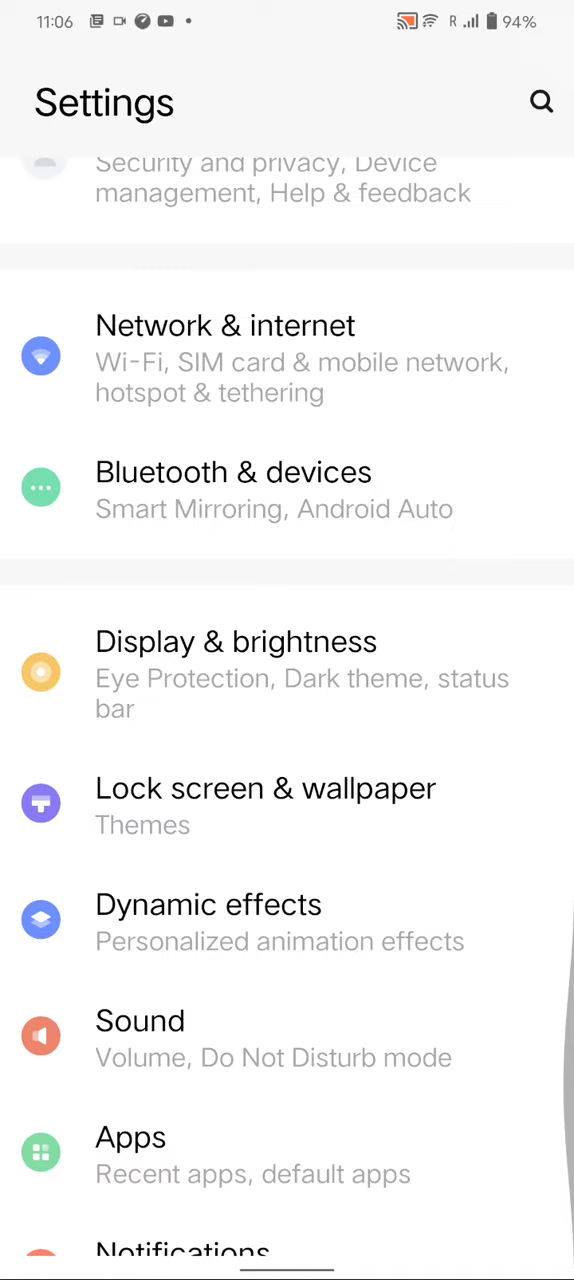 11:06 R 94%
Settings
Security and privacy, Device
management, Help & feedback
Network & internet
Wi-Fi, SIM card & mobile network,
hotspot & tethering
Bluetooth & devices
Smart Mirroring, Android Auto
Display & brightness
Eye Protection, Dark theme, status
bar
Lock screen & wallpaper
Themes
Dynamic effects
Personalized animation effects
Sound
Volume, Do Not Disturb mode
Apps
Recent apps, default apps
Notifications